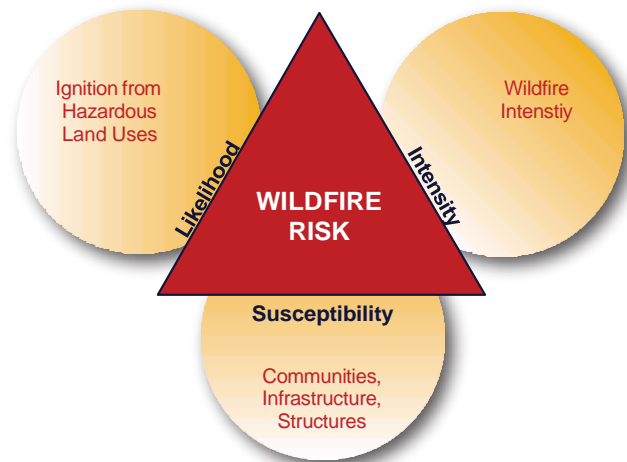 Ignition from
Hazardous
Land Uses
Wildfire
Intenstiy
Likelihood
Intensity
WILDFIRE
RISK
Susceptibility
Communities,
Infrastructure,
Structures